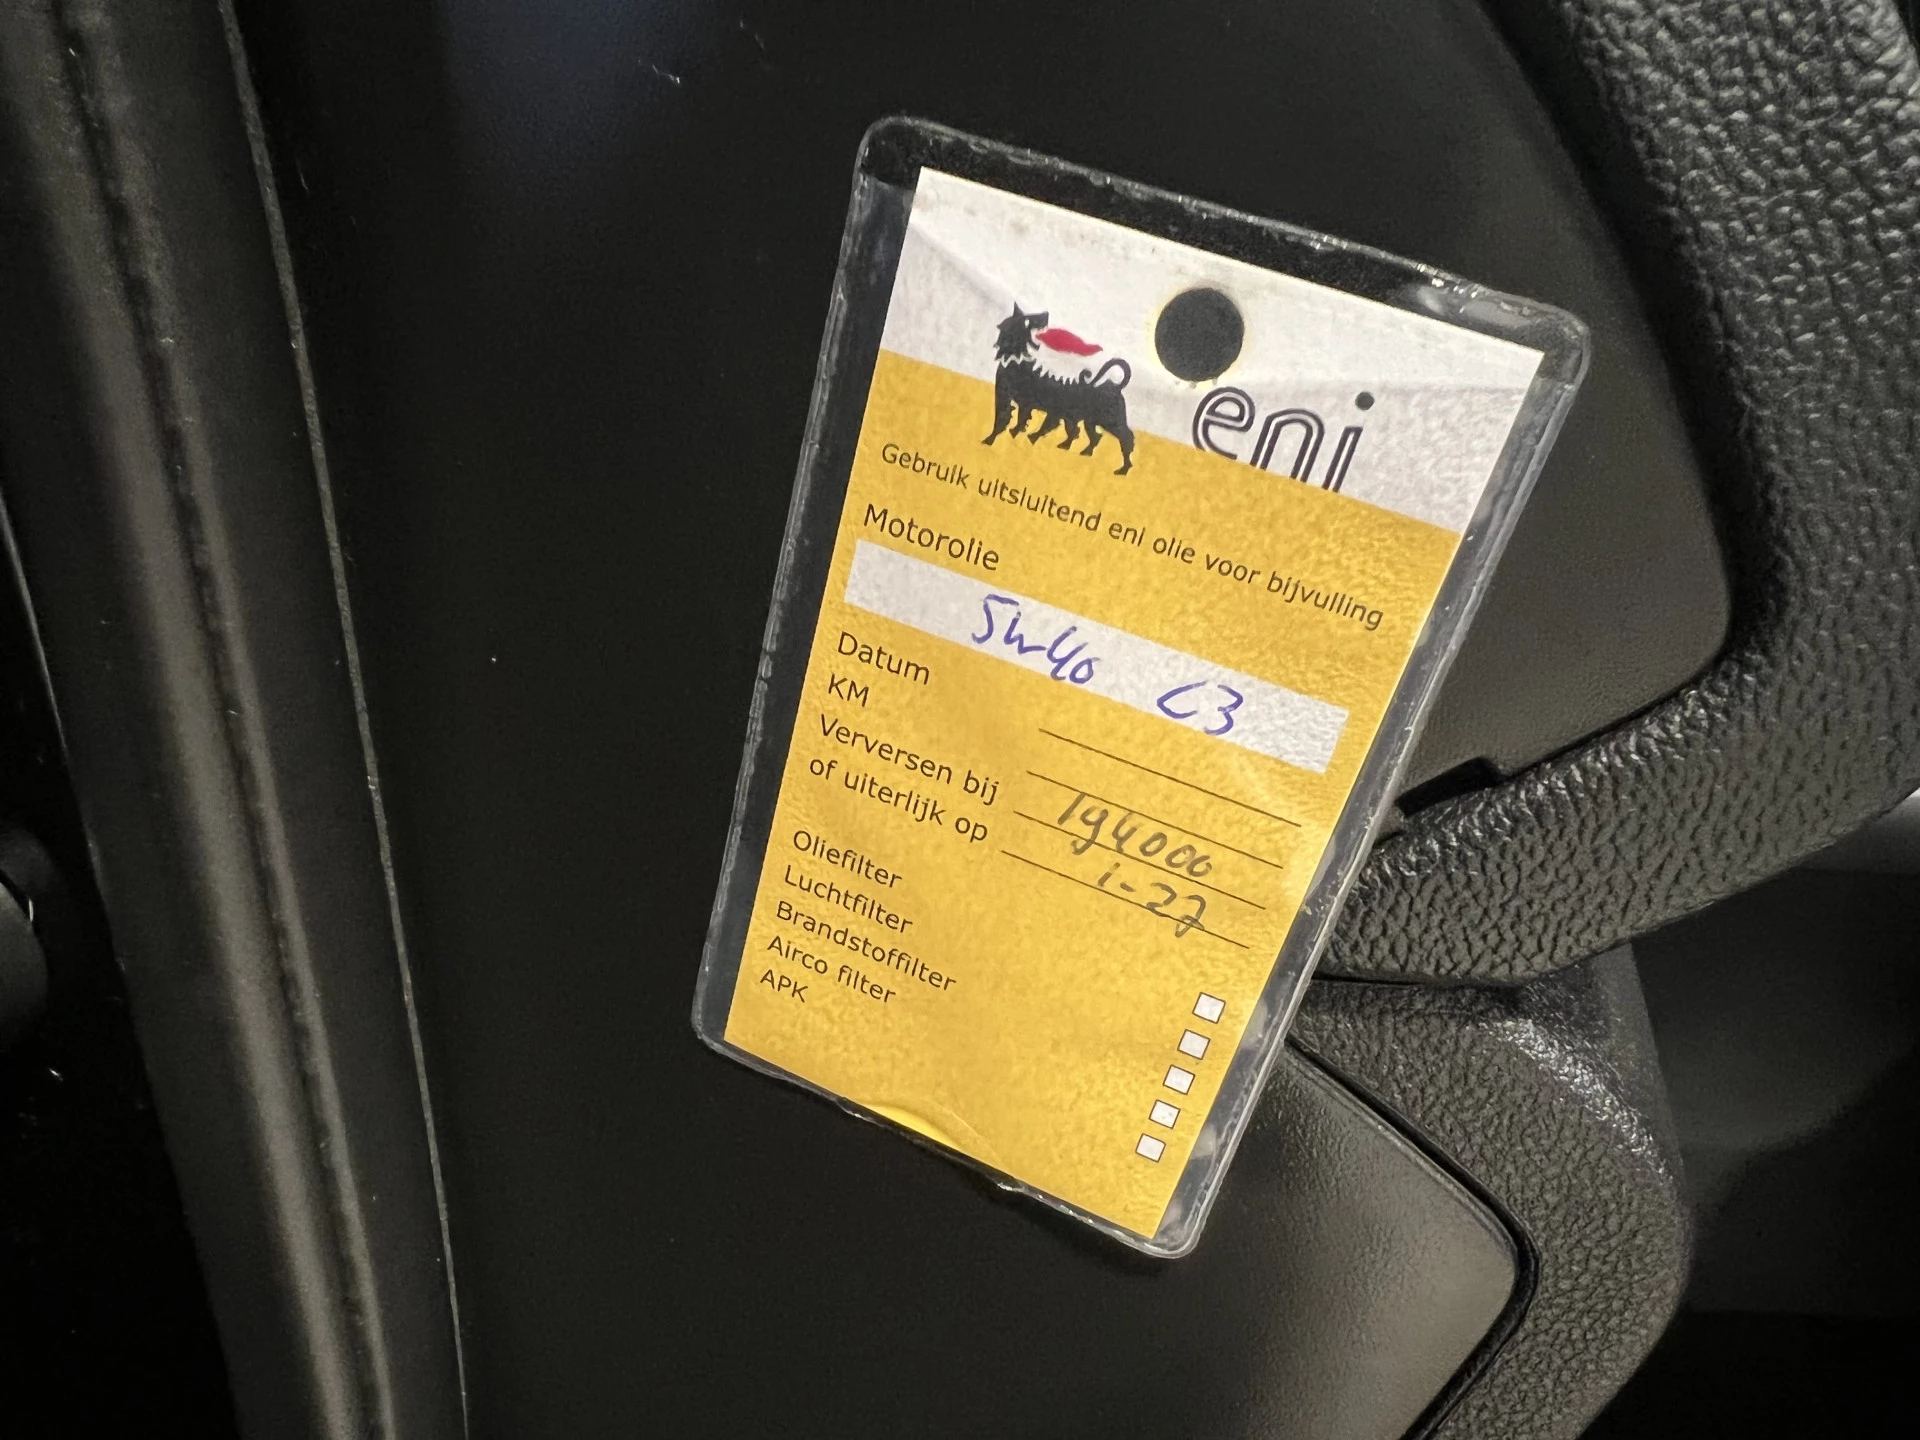 eni
Gebruik uitsluitend eni olie voor bijvulling
Motorolie
5w40 C3
Datum
KM
Verversen bij 194000
of uiterlijk op 1-27
Oliefilter
Luchtfilter
Brandstoffilter
Airco filter
APK